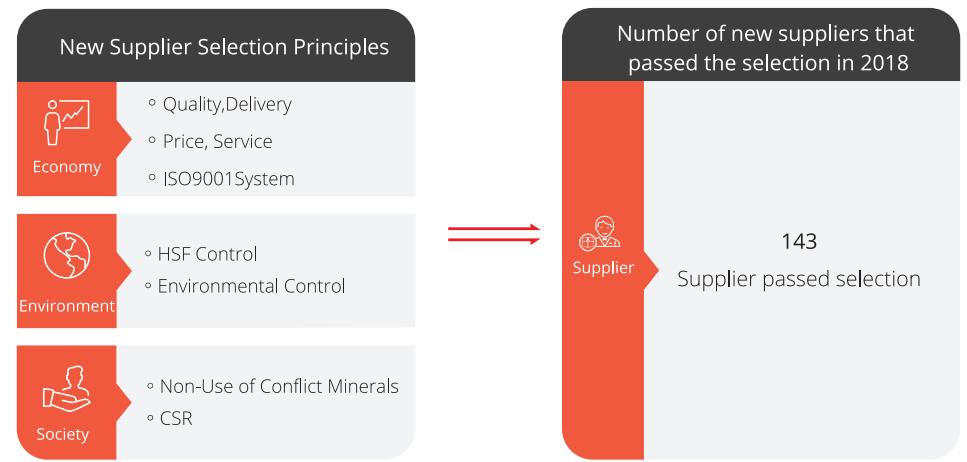 New Supplier Selection Principles
Economy
Quality,Delivery
Price, Service
ISO9001System
Environment
HSF Control
Environmental Control
Society
Non-Use of Conflict Minerals
CSR
Number of new suppliers that
passed the selection in 2018
Supplier
143
Supplier passed selection